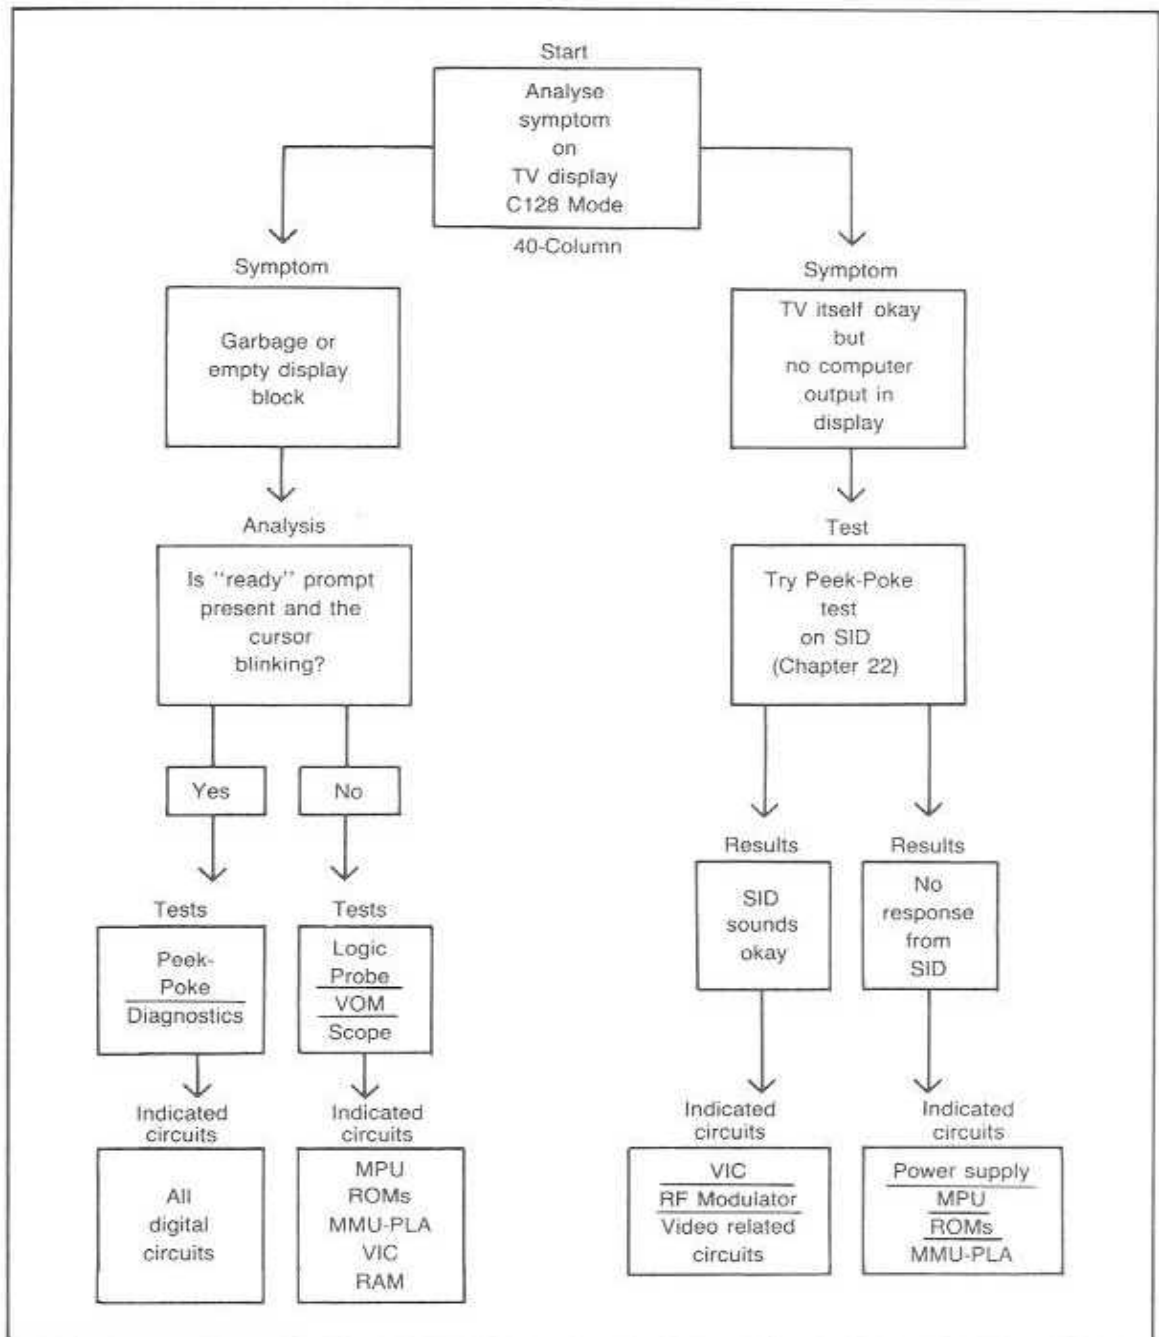 Start
Analyse
symptom
on
TV display
C128 Mode
40-Column
Symptom
Garbage or
empty display
block
Analysis
Is "ready" prompt
present and the
cursor
blinking?
Yes
No
Tests
Peek-
Poke
Diagnostics
Tests
Logic
Probe
VOM
Scope
Indicated
circuits
All
digital
circuits
Indicated
circuits
MPU
ROMs
MMU-PLA
VIC
RAM
Symptom
TV itself okay
but
no computer
output in
display
Test
Try Peek-Poke
test
on SID
(Chapter 22)
Results
SID
sounds
okay
Results
No
response
from
SID
Indicated
circuits
VIC
RF Modulator
Video related
circuits
Indicated
circuits
Power supply
MPU
ROMs
MMU-PLA